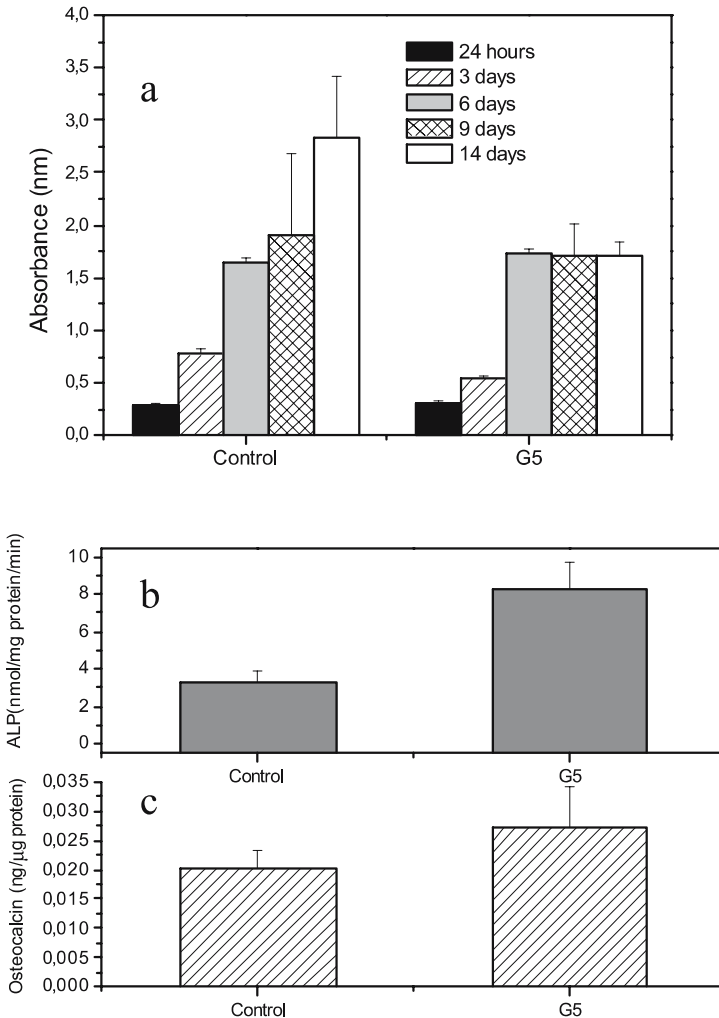 4,0
3,5
3,0
2,5
2,0
1,5
1,0
0,5
0,0
Absorbance (nm)
a
24 hours
3 days
6 days
9 days
14 days
Control
G5
10
8
6
4
2
0
ALP(nmol/mg protein/min)
b
Control
G5
0,035
0,030
0,025
0,020
0,015
0,010
0,005
0,000
Osteocalcin (ng/µg protein)
c
Control
G5